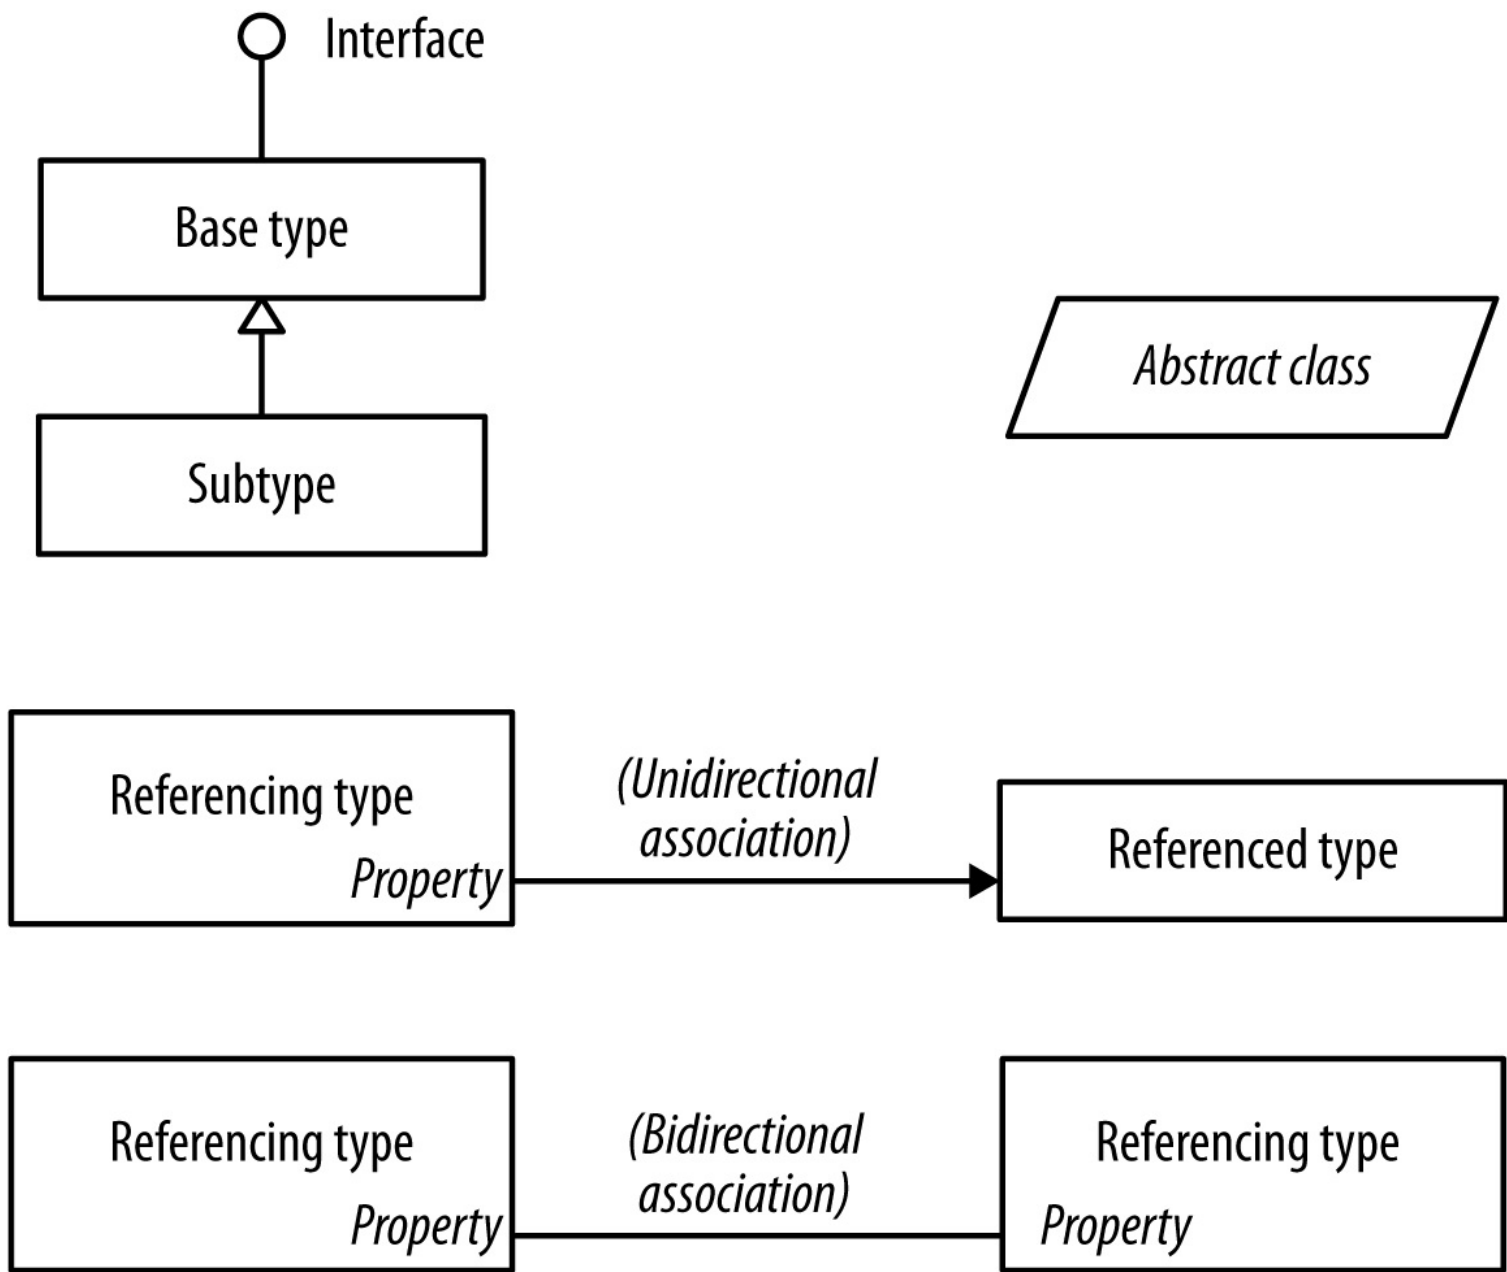 Interface
Base type
Abstract class
Subtype
Referencing type
Property
(Unidirectional
association)
Referenced type
Referencing type
Property
(Bidirectional
association)
Referencing type
Property